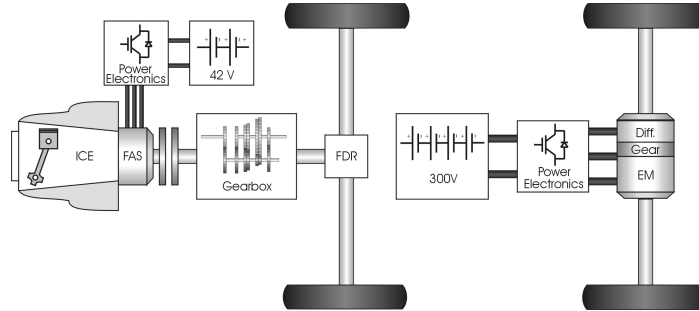 Power
Electronics
42 V
ICE
FAS
Gearbox
FDR
300V
Power
Electronics
Diff.
Gear
EM